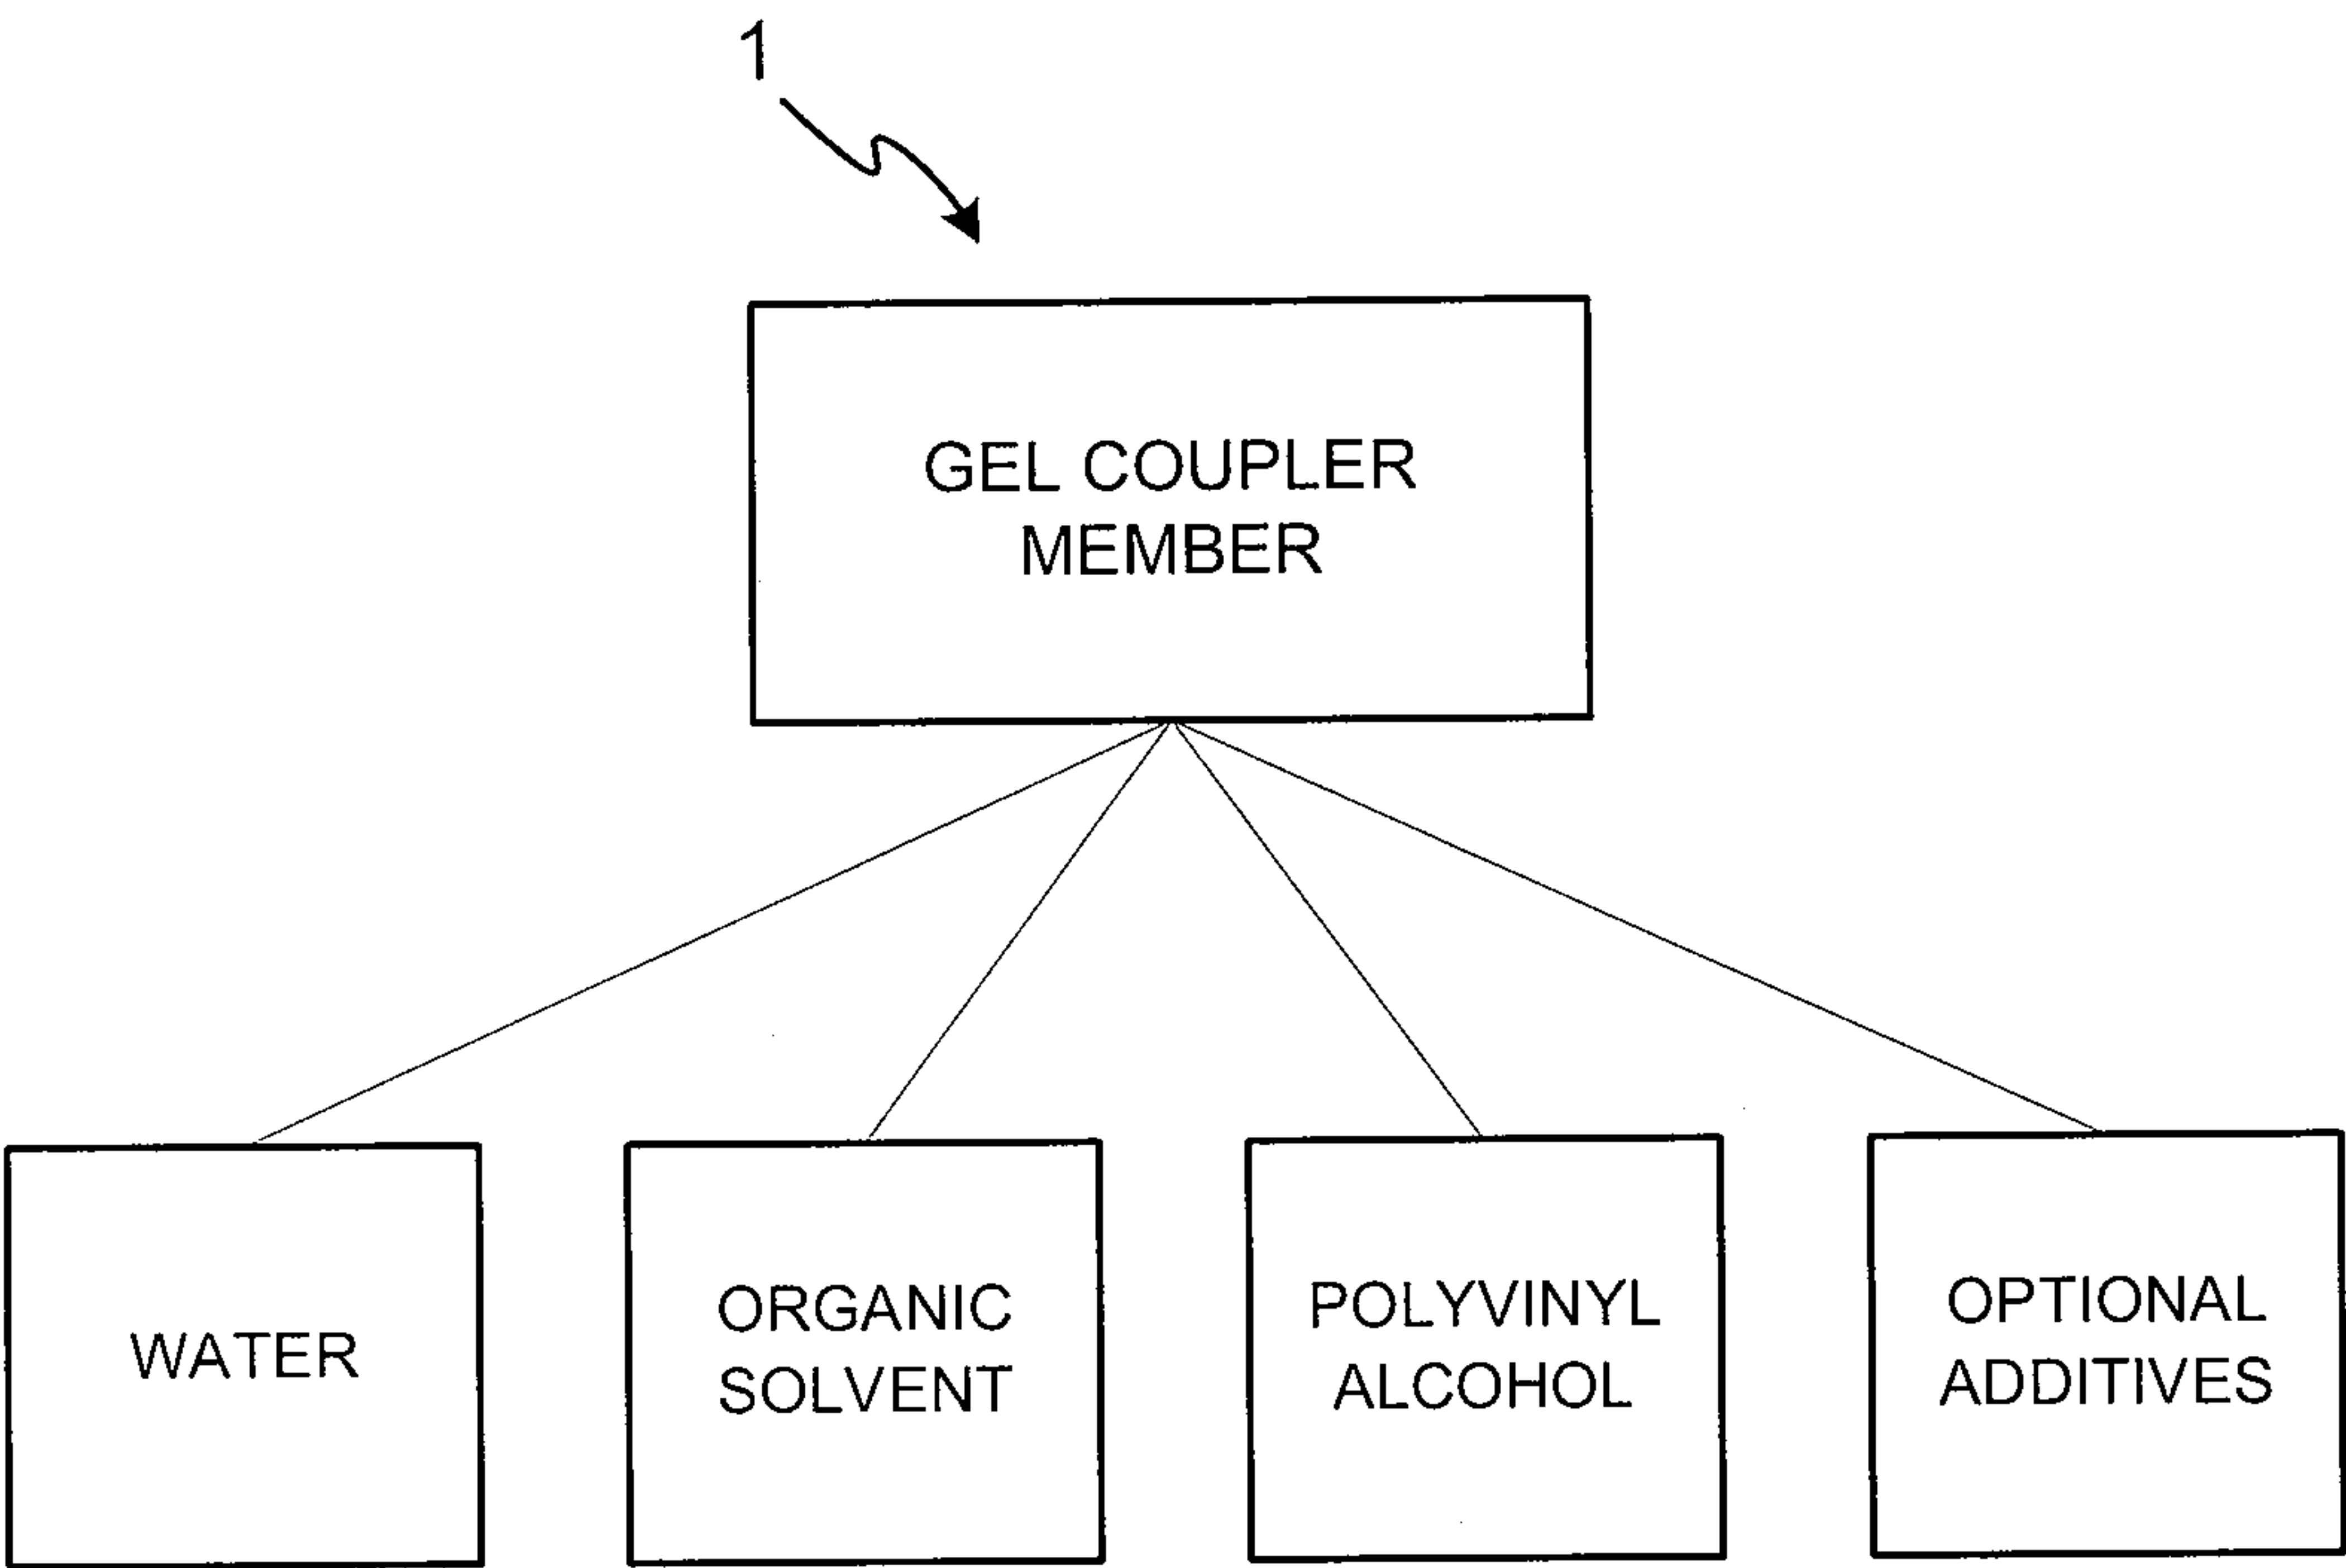 1
GEL COUPLER
MEMBER
WATER
ORGANIC
SOLVENT
POLYVINYL
ALCOHOL
OPTIONAL
ADDITIVES